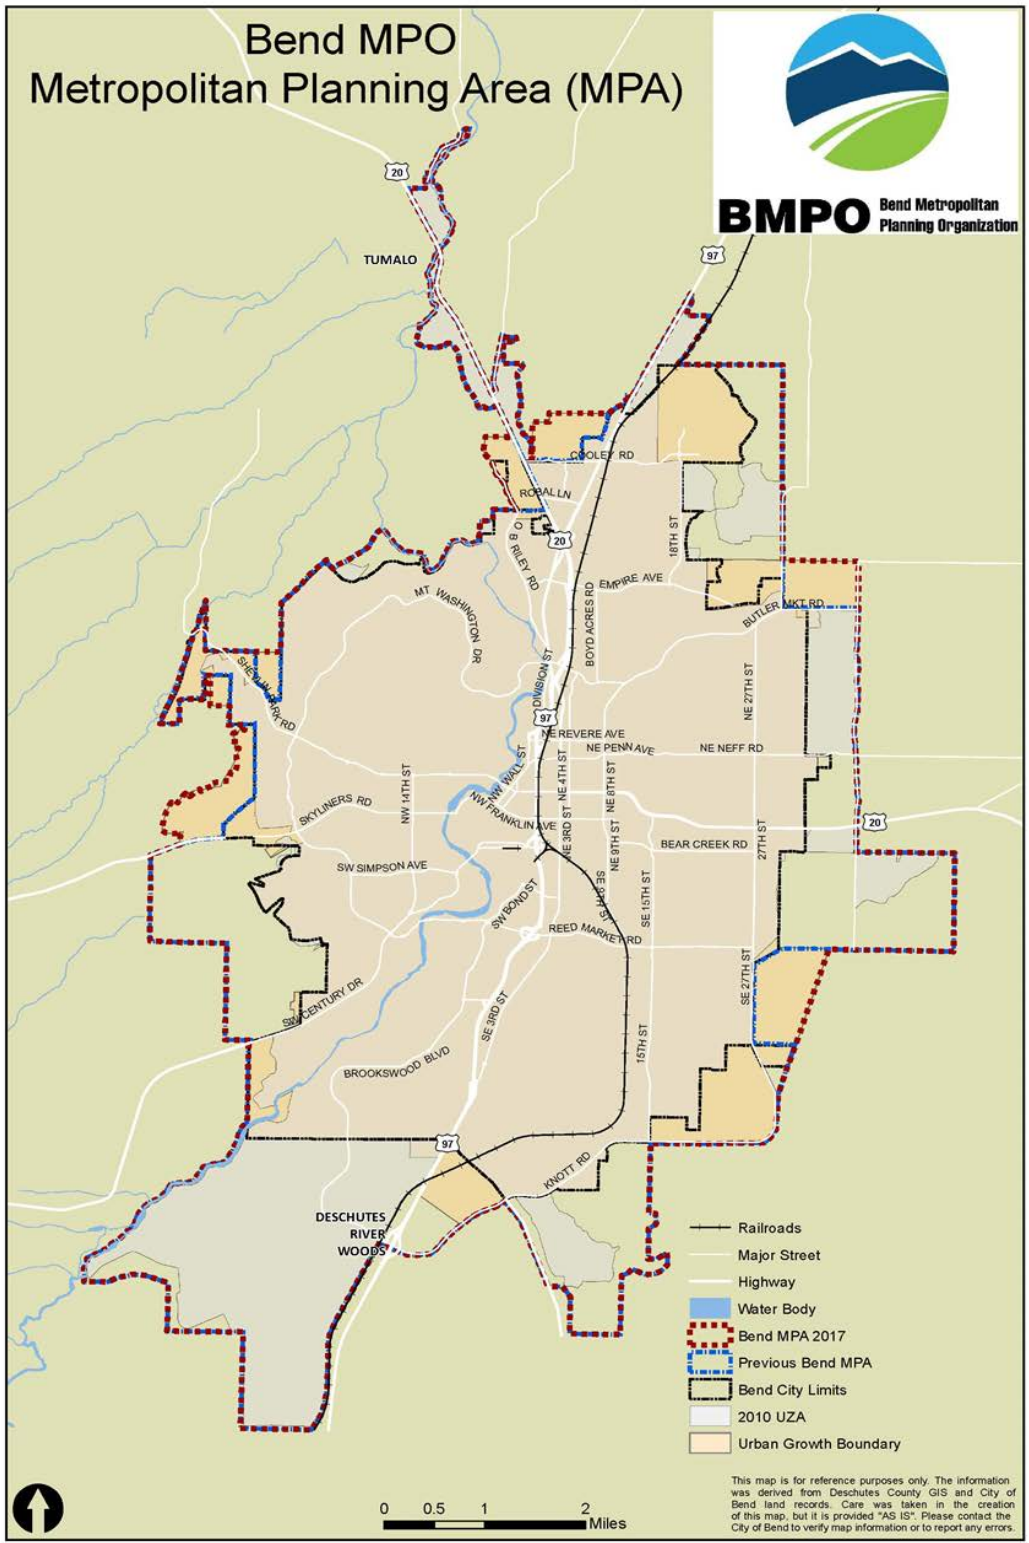 Bend MPO
Metropolitan Planning Area (MPA)
BMPO
Bend Metropolitan
Planning Organization
20
97
TUMALO
COOLEY RD
ROBAL LN
20
O B RILEY RD
18TH ST
EMPIRE AVE
BOYD ACRES RD
BUTLER MKT RD
MT WASHINGTON DR
SHEVLIN PARK RD
DIVISION ST
NE 27TH ST
97
NE REVERE AVE
NE PENN AVE
NE NEFF RD
NW WALL ST
NW 14TH ST
NE 4TH ST
NE 8TH ST
SKYLINERS RD
NW FRANKLIN AVE
NE 3RD ST
NE 9TH ST
27TH ST
20
BEAR CREEK RD
SW SIMPSON AVE
SW BOND ST
SE 9TH ST
SE 15TH ST
REED MARKET RD
SE 27TH ST
SW CENTURY DR
SE 3RD ST
15TH ST
BROOKSWOOD BLVD
97
KNOTT RD
DESCHUTES
RIVER
WOODS
Railroads
Major Street
Highway
Water Body
Bend MPA 2017
Previous Bend MPA
Bend City Limits
2010 UZA
Urban Growth Boundary
0 0.5 1 2
Miles
This map is for reference purposes only. The information
was derived from Deschutes County GIS and City of
Bend land records. Care was taken in the creation
of this map, but it is provided "AS IS". Please contact the
City of Bend to verify map information or to report any errors.